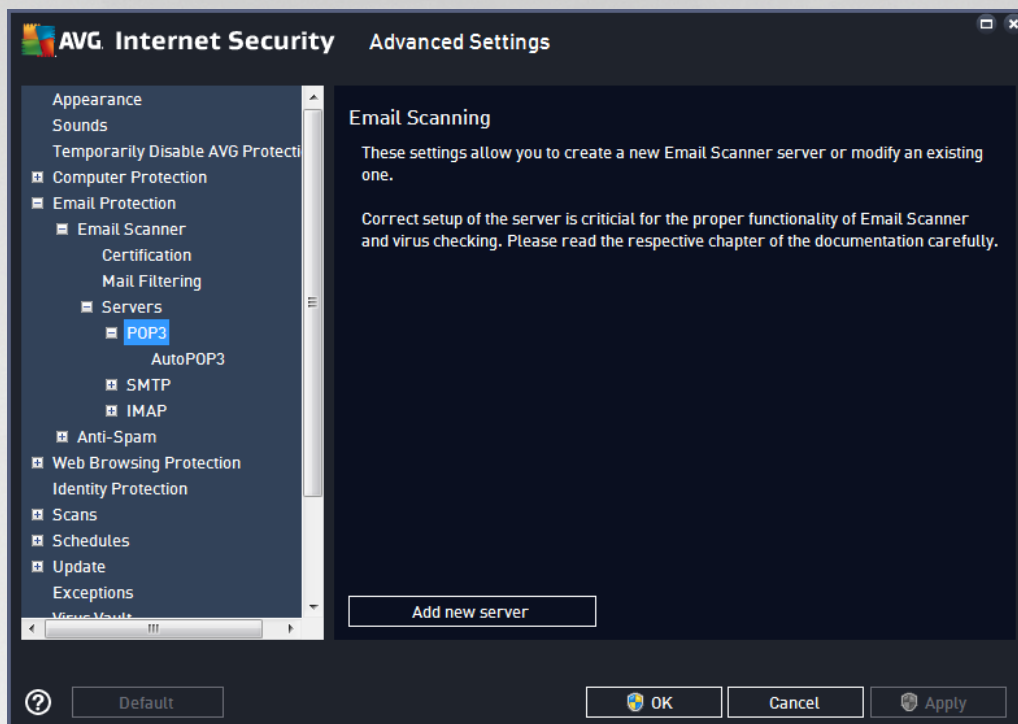 AVG. Internet Security Advanced Settings
Appearance
Sounds
Temporarily Disable AVG Protecti
Computer Protection
Email Protection
Email Scanner
Certification
Mail Filtering
Servers
POP3
AutoPOP3
SMTP
IMAP
Anti-Spam
Web Browsing Protection
Identity Protection
Scans
Schedules
Update
Exceptions
Virus Vault
Email Scanning
These settings allow you to create a new Email Scanner server or modify an existing
one.
Correct setup of the server is criticial for the proper functionality of Email Scanner
and virus checking. Please read the respective chapter of the documentation carefully.
Add new server
Default
OK
Cancel
Apply